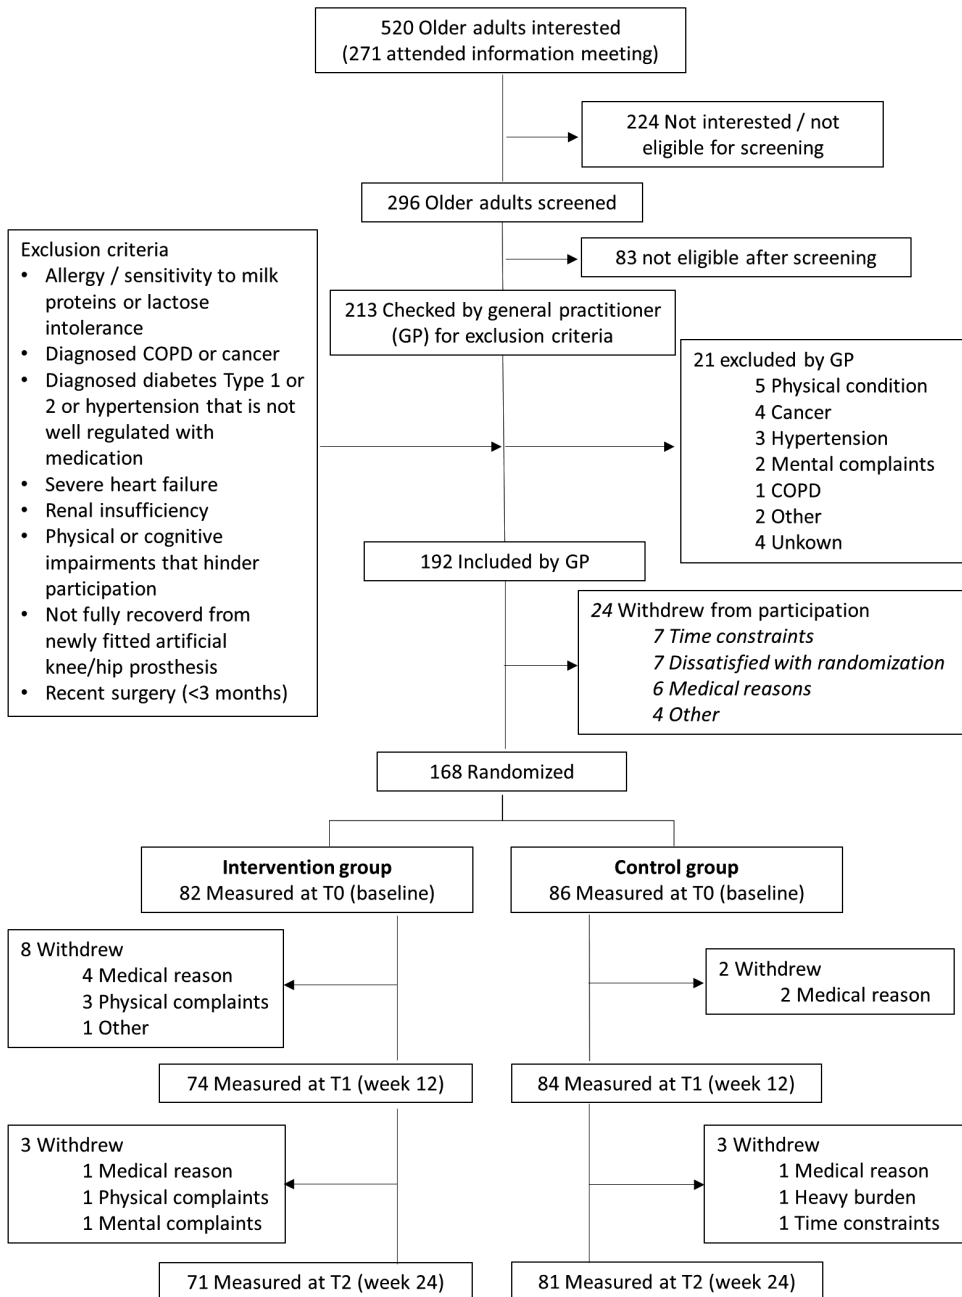 520 Older adults interested
(271 attended information meeting)
224 Not interested / not
eligible for screening
296 Older adults screened
83 not eligible after screening
Exclusion criteria
• Allergy / sensitivity to milk
proteins or lactose
intolerance
• Diagnosed COPD or cancer
• Diagnosed diabetes Type 1 or
2 or hypertension that is not
well regulated with
medication
• Severe heart failure
• Renal insufficiency
• Physical or cognitive
impairments that hinder
participation
• Not fully recoverd from
newly fitted artificial
knee/hip prosthesis
• Recent surgery (<3 months)
213 Checked by general practitioner
(GP) for exclusion criteria
21 excluded by GP
5 Physical condition
4 Cancer
3 Hypertension
2 Mental complaints
1 COPD
2 Other
4 Unkown
192 Included by GP
24 Withdrew from participation
7 Time constraints
7 Dissatisfied with randomization
6 Medical reasons
4 Other
168 Randomized
Intervention group
82 Measured at T0 (baseline)
Control group
86 Measured at T0 (baseline)
8 Withdrew
4 Medical reason
3 Physical complaints
1 Other
2 Withdrew
2 Medical reason
74 Measured at T1 (week 12)
84 Measured at T1 (week 12)
3 Withdrew
1 Medical reason
1 Physical complaints
1 Mental complaints
3 Withdrew
1 Medical reason
1 Heavy burden
1 Time constraints
71 Measured at T2 (week 24)
81 Measured at T2 (week 24)